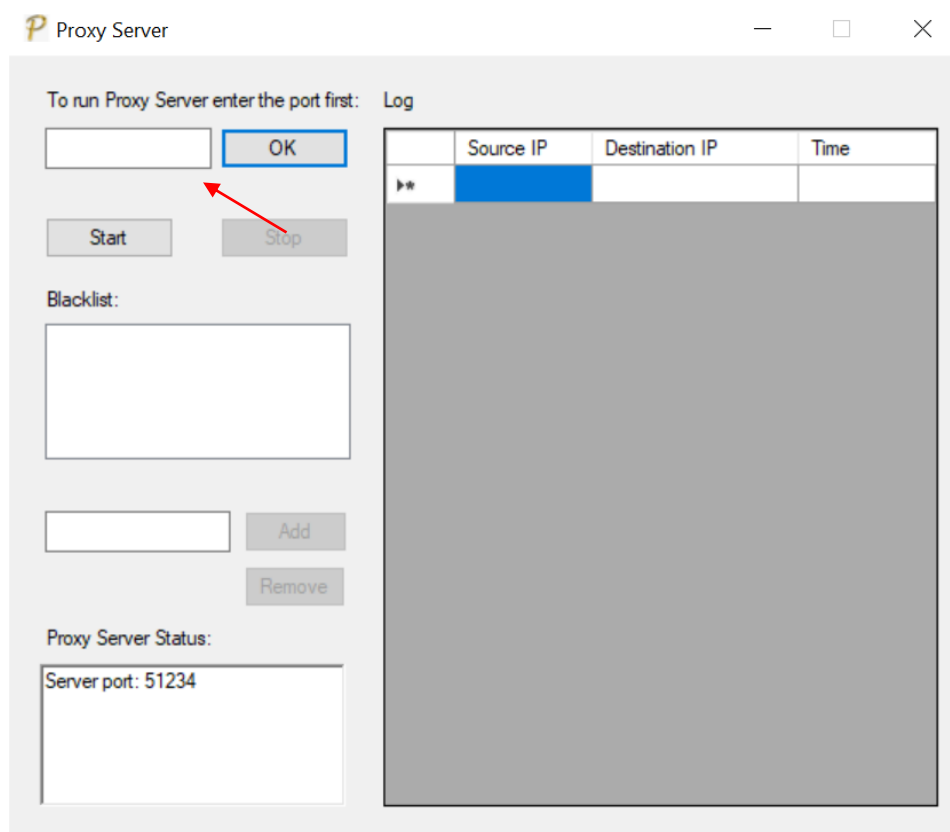 Proxy Server
To run Proxy Server enter the port first:
OK
Start
Stop
Blacklist:
Add
Remove
Proxy Server Status:
Server port: 51234
Log
Source IP Destination IP Time